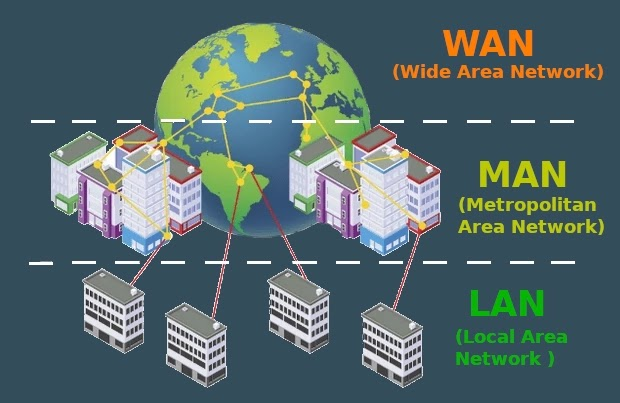 WAN
(Wide Area Network)
MAN
(Metropolitan
Area Network)
LAN
(Local Area
Network )